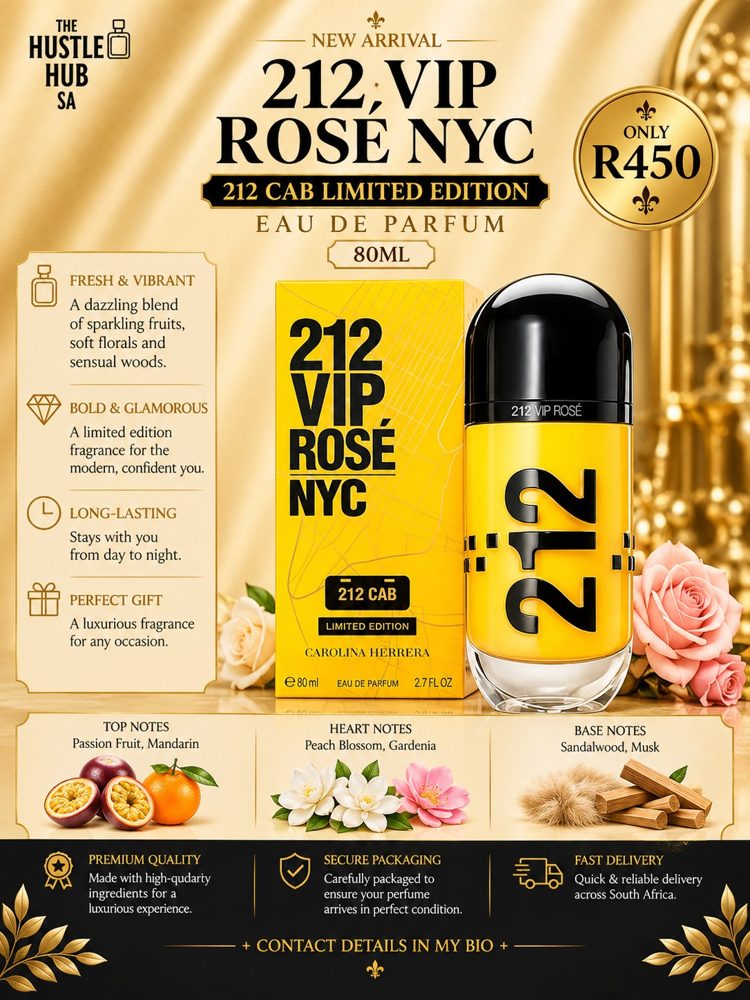 THE
HUSTLE
HUB
SA
NEW ARRIVAL
212 VIP
ROSÉ NYC
212 CAB LIMITED EDITION
EAU DE PARFUM
80ML
ONLY
R450
FRESH & VIBRANT
A dazzling blend
of sparkling fruits,
soft florals and
sensual woods.
BOLD & GLAMOROUS
A limited edition
fragrance for the
modern, confident you.
LONG-LASTING
Stays with you
from day to night.
PERFECT GIFT
A luxurious fragrance
for any occasion.
212
VIP
ROSÉ
NYC
212 CAB
LIMITED EDITION
CAROLINA HERRERA
℮ 80 ml EAU DE PARFUM 2.7 FL OZ
212 VIP ROSÉ
212
TOP NOTES
Passion Fruit, Mandarin
HEART NOTES
Peach Blossom, Gardenia
BASE NOTES
Sandalwood, Musk
PREMIUM QUALITY
Made with high-qudarty
ingredients for a
luxurious experience.
SECURE PACKAGING
Carefully packaged to
ensure your perfume
arrives in perfect condition.
FAST DELIVERY
Quick & reliable delivery
across South Africa.
+ CONTACT DETAILS IN MY BIO +